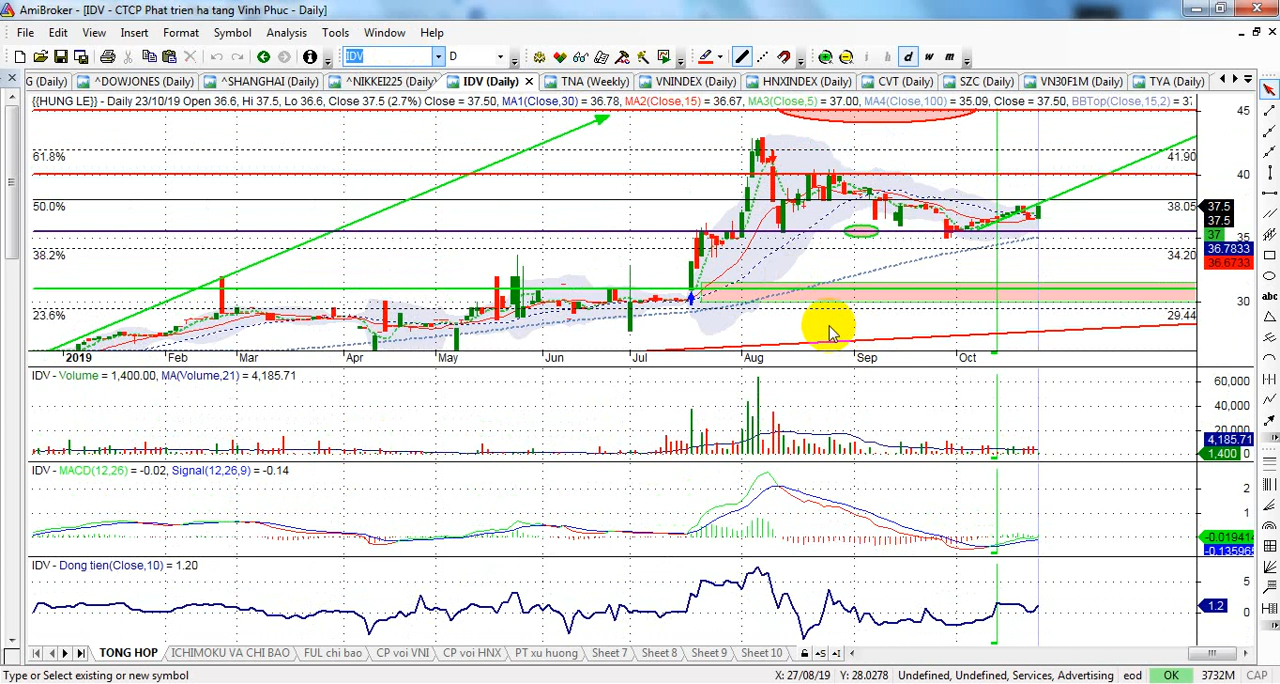 AmiBroker - [IDV - CTCP Phat trien ha tang Vinh Phuc - Daily]
File Edit View Insert Format Symbol Analysis Tools Window Help
IDV D i h d w m
G (Daily) ^DOWJONES (Daily) ^SHANGHAI (Daily) ^NIKKEI225 (Daily) IDV (Daily) TNA (Weekly) VNINDEX (Daily) HNXINDEX (Daily) CVT (Daily) SZC (Daily) VN30F1M (Daily) TYA (Daily)
{{HUNG LE}} - Daily 23/10/19 Open 36.6, Hi 37.5, Lo 36.6, Close 37.5 (2.7%) Close = 37.50, MA1(Close,30) = 36.78, MA2(Close,15) = 36.67, MA3(Close,5) = 37.00, MA4(Close,100) = 35.09, Close = 37.50, BBTop(Close,15,2) = 37
45
61.8% 41.90
40
50.0% 38.05
37.5
37.5
37
35
36.7833
38.2% 34.20
36.6733
30
23.6% 29.44
2019 Feb Mar Apr May Jun Jul Aug Sep Oct
IDV - Volume = 1,400.00, MA(Volume,21) = 4,185.71
60,000
40,000
20,000
4,185.71
1,400 0
IDV - MACD(12,26) = -0.02, Signal(12,26,9) = -0.14
2
1
-0.019414
-0.135965
IDV - Dong tien(Close,10) = 1.20
5
1.2
0
TONG HOP ICHIMOKU VA CHI BAO FUL chi bao CP voi VNI CP voi HNX PT xu huong Sheet 7 Sheet 8 Sheet 9 Sheet 10
abc
Type or Select existing or new symbol X: 27/08/19 Y: 28.0278 Undefined, Undefined, Services, Advertising eod OK 3732M CAP